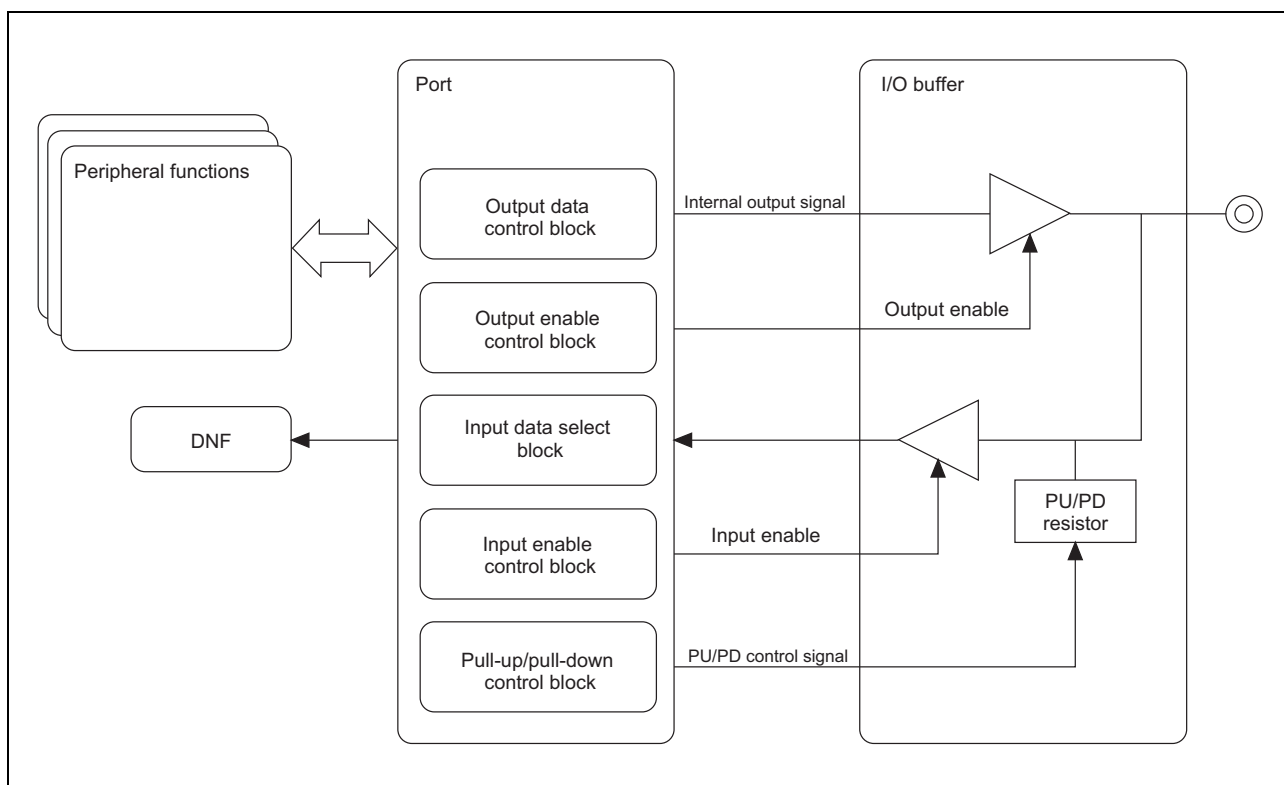 Port
I/O buffer
Peripheral functions
Output data
control block
Internal output signal
Output enable
control block
Output enable
DNF
Input data select
block
PU/PD
resistor
Input enable
control block
Input enable
Pull-up/pull-down
control block
PU/PD control signal